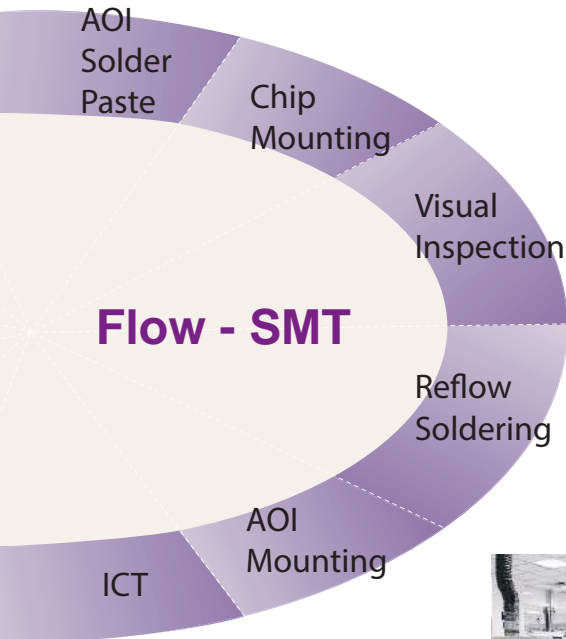 AOI
Solder
Paste
Chip
Mounting
Visual
Inspection
Flow - SMT
Reflow
Soldering
AOI
Mounting
ICT